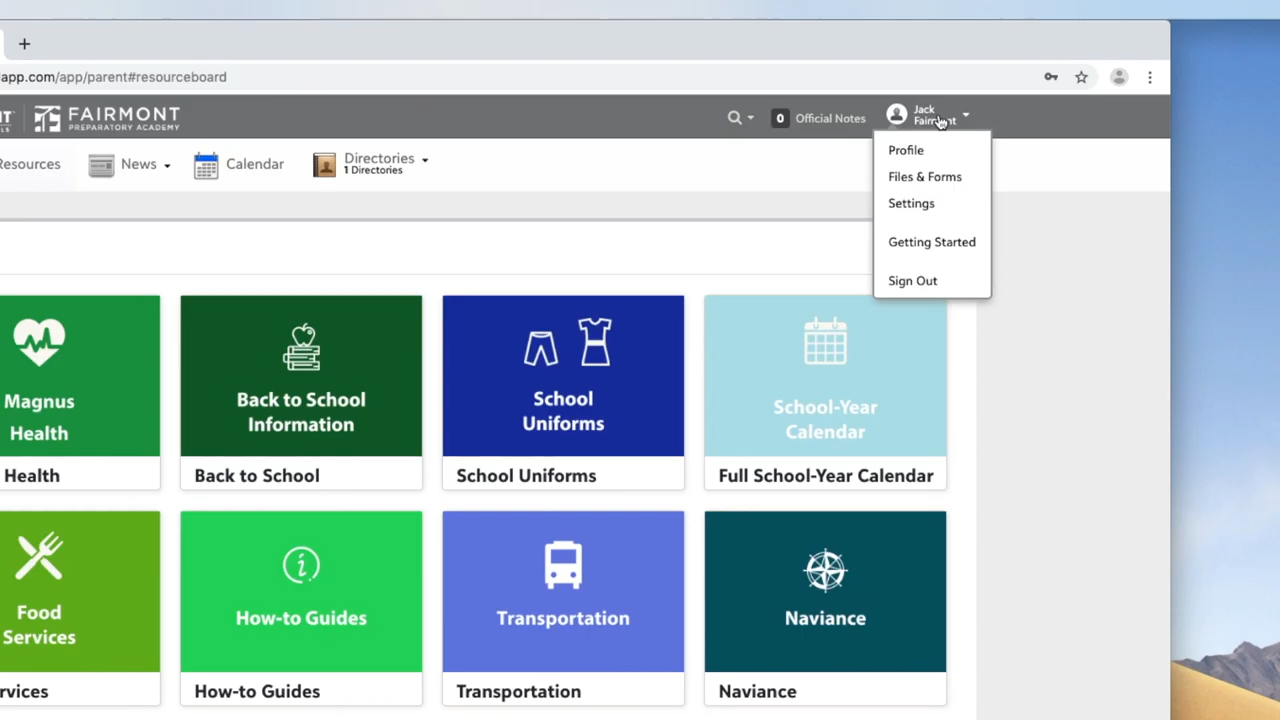 +
app.com/app/parent#resourceboard
FAIRMONT
PREPARATORY ACADEMY
0 Official Notes
Jack
Resources
News
Calendar
Directories
1 Directories
Profile
Files & Forms
Settings
Getting Started
Sign Out
Magnus
Health
Health
Back to School
Information
Back to School
School
Uniforms
School Uniforms
School-Year
Calendar
Full School-Year Calendar
Food
Services
rvices
How-to Guides
How-to Guides
Transportation
Transportation
Naviance
Naviance